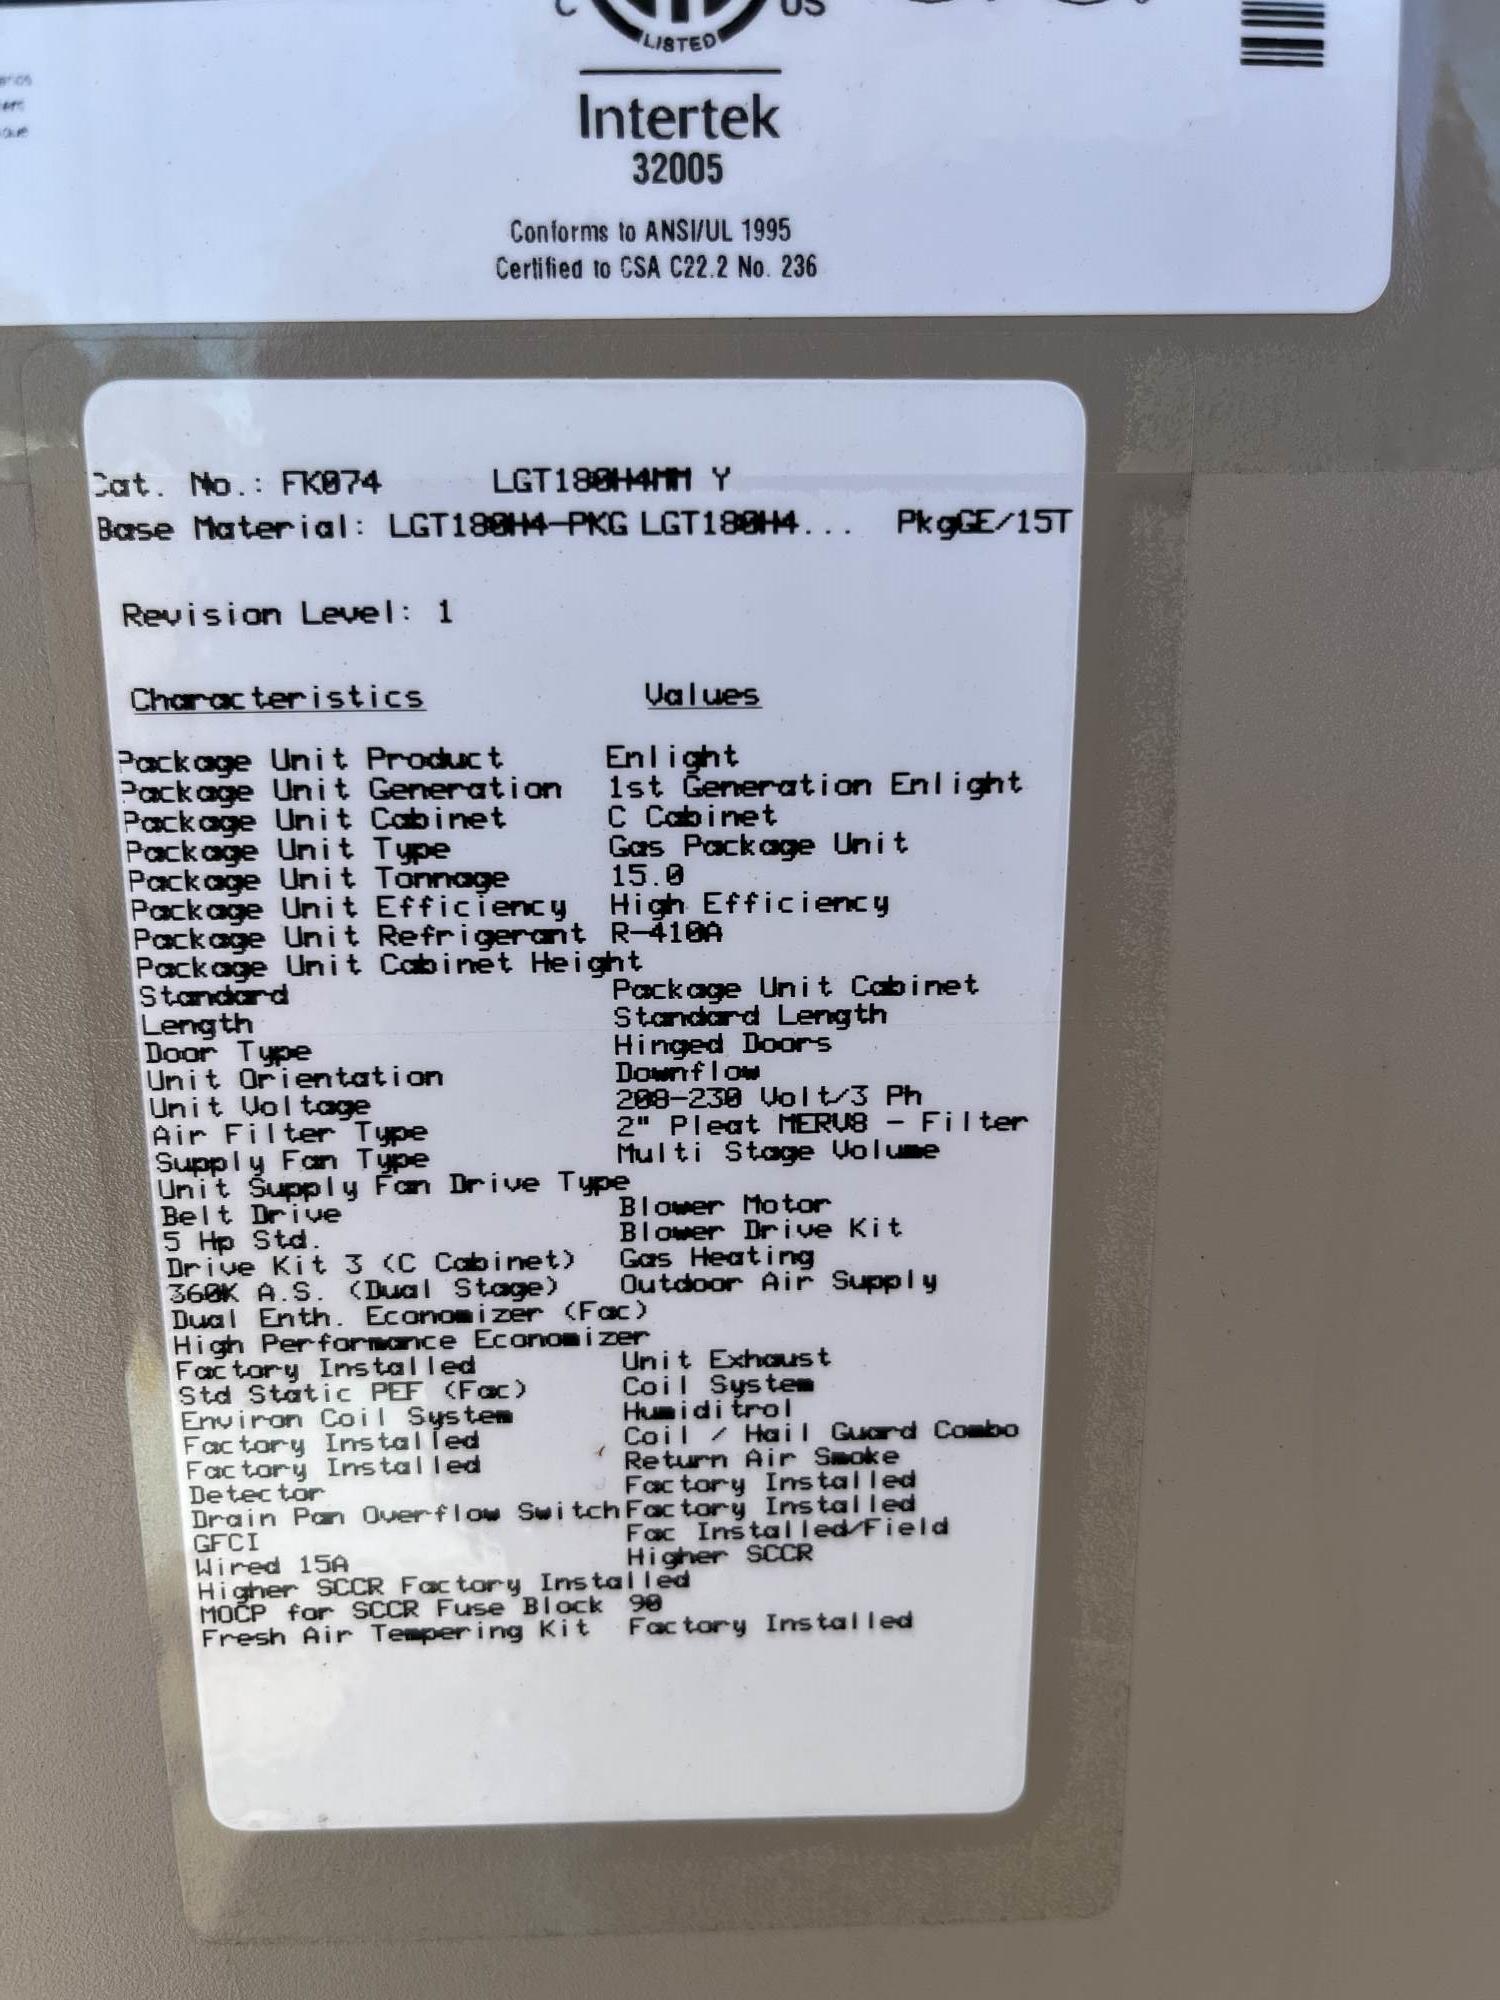 C LISTED US
Intertek
32005
Conforms to ANSI/UL 1995
Certified to CSA C22.2 No. 236
Cat. No.: FK074 LGT180H4MM Y
Base Material: LGT180H4-PKG LGT180H4... PkgGE/15T
Revision Level: 1
Characteristics Values
Package Unit Product Enlight
Package Unit Generation 1st Generation Enlight
Package Unit Cabinet C Cabinet
Package Unit Type Gas Package Unit
Package Unit Tonnage 15.0
Package Unit Efficiency High Efficiency
Package Unit Refrigerant R-410A
Package Unit Cabinet Height
Standard Package Unit Cabinet
Length Standard Length
Door Type Hinged Doors
Unit Orientation Downflow
Unit Voltage 208-230 Volt/3 Ph
Air Filter Type 2" Pleat MERV8 - Filter
Supply Fan Type Multi Stage Volume
Unit Supply Fan Drive Type
Belt Drive Blower Motor
5 Hp Std. Blower Drive Kit
Drive Kit 3 (C Cabinet) Gas Heating
360K A.S. (Dual Stage) Outdoor Air Supply
Dual Enth. Economizer (Fac)
High Performance Economizer
Factory Installed Unit Exhaust
Std Static PEF (Fac) Coil System
Environ Coil System Humiditrol
Factory Installed Coil / Hail Guard Combo
Factory Installed Return Air Smoke
Detector Factory Installed
Drain Pan Overflow Switch Factory Installed
GFCI Fac Installed/Field
Wired 15A Higher SCCR
Higher SCCR Factory Installed
MOCP for SCCR Fuse Block 90
Fresh Air Tempering Kit Factory Installed